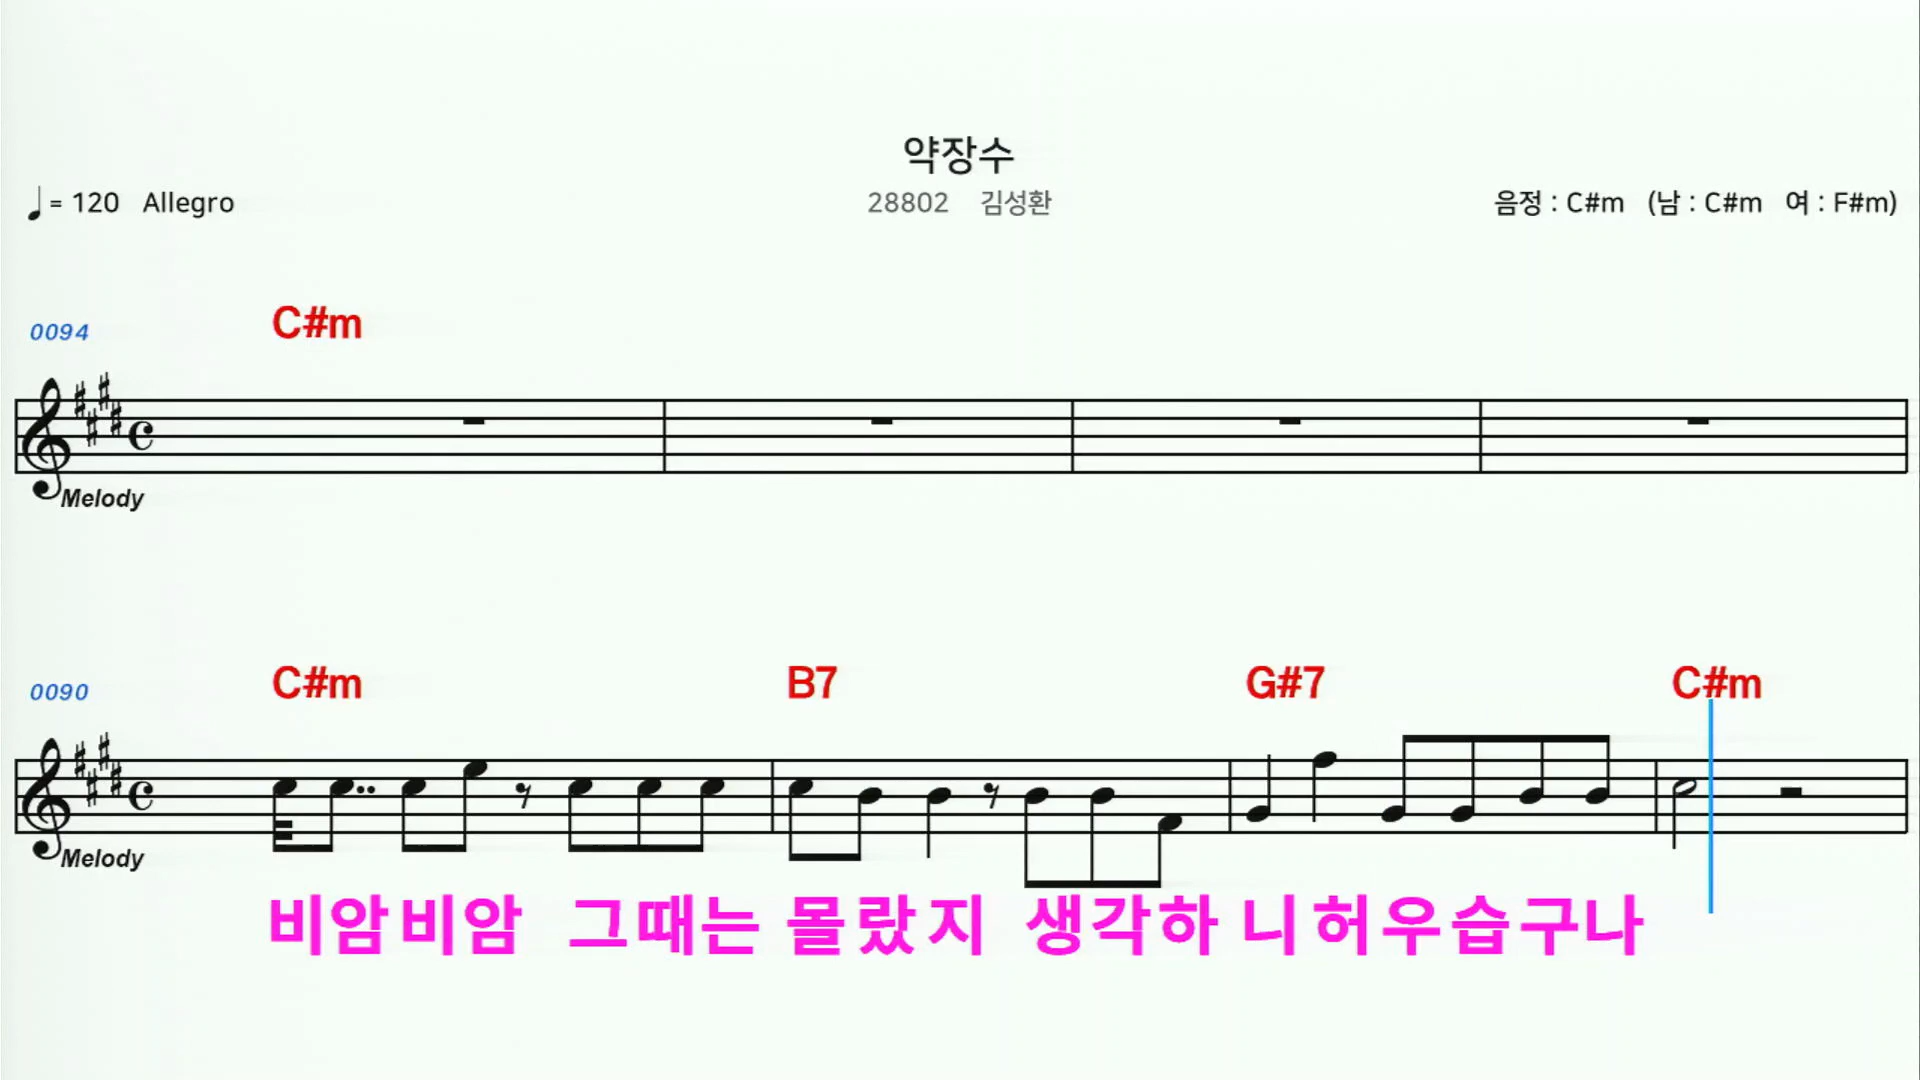 약장수
♩ = 120 Allegro
28802 김성환
음정 : C#m (남 : C#m 여 : F#m)
0094 C#m
Melody
0090 C#m B7 G#7 C#m
Melody
비암비암 그때는 몰랐지 생각하니허우습구나